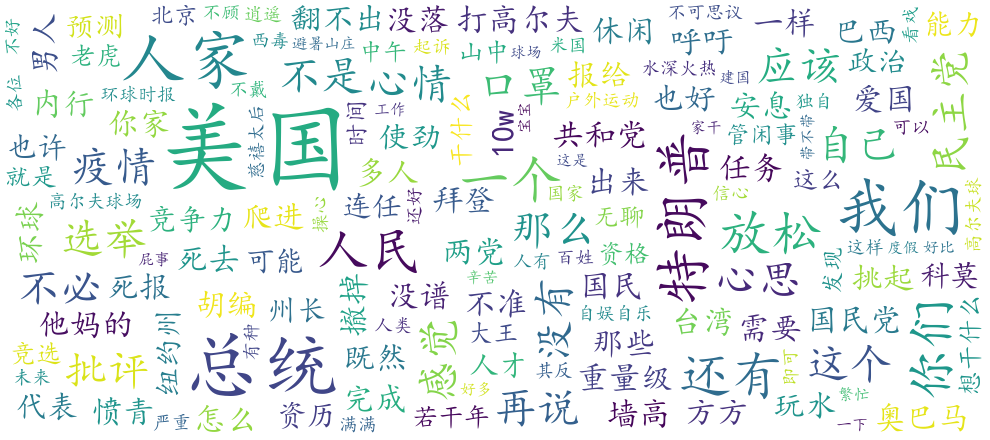 不好 北京 不顾 逍遥 翻不出 没落 打高尔夫 休闲 不可思议 一样 巴西 看戏 能力
各位 男人 预测 老虎 人家 西毒 避暑山庄 中午 起诉 山中 球场 米国 呼吁 应该 政治
内行 环球时报 不戴 不是 心情 口罩 报给 水深火热 建国 爱国 民主党
也许 你家 慈禧太后 时间 工作 使劲 干什么 10w 宝宝 户外运动 也好 安息 独自 自己 可以
就是 疫情 美国 多人 一个 共和党 家干 管闲事
高尔夫球场 竞争力 爬进 操心 连任 还好 拜登 这是 国家 出来 特朗普 任务 信心 这么 我们 高尔夫球
环球 选举 屁事 死去 可能 人民 两党 那么 人有 百姓 无聊 资格 放松 发现 这样 度假 好比
不必 死报 胡编 州长 撤掉 没谱 辛苦 不准 没有 国民 自娱自乐 心思 挑起 科莫
他妈的 纽约州 有种 人类 感觉 大王 那些 台湾 需要 国民党 你们 想干什么
竞选 未来 批评 总统 既然 人才 其反 重量级 还有 即可 这个
代表 愤青 严重 怎么 资历 满满 完成 好多 若干年 再说 墙高 方方 玩水 繁忙 一下 奥巴马